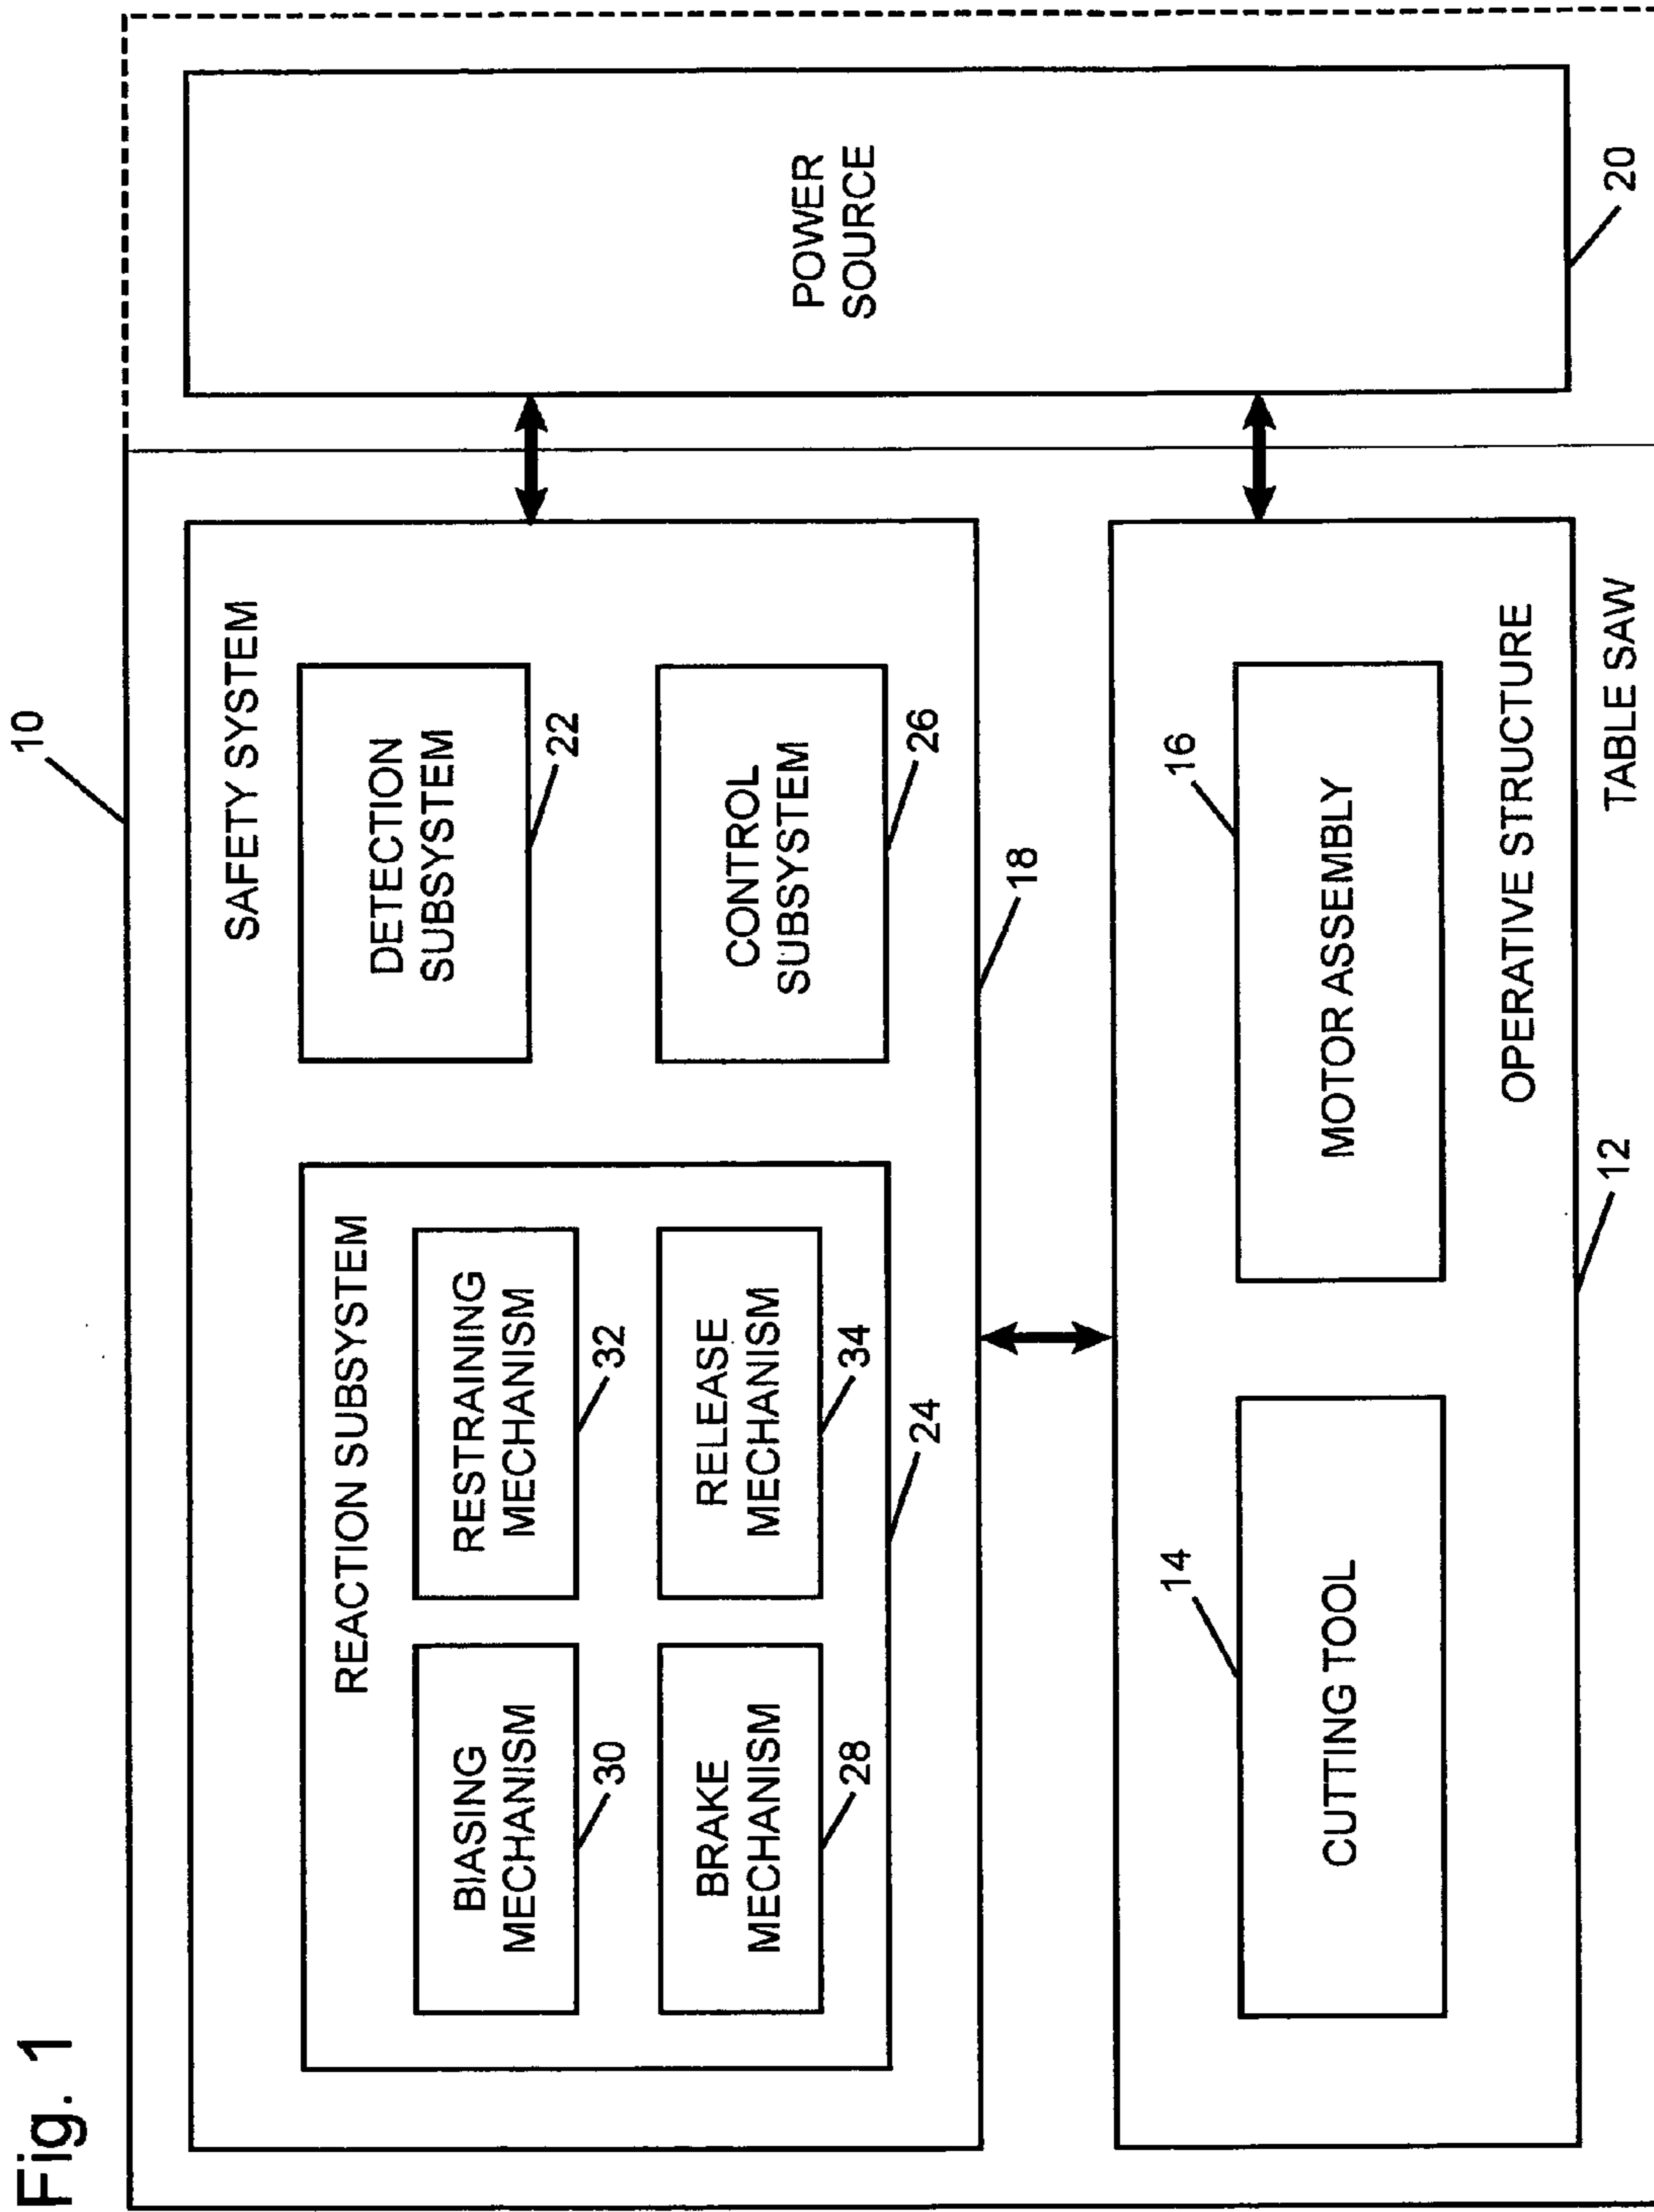 Fig. 1
10
SAFETY SYSTEM
REACTION SUBSYSTEM
BIASING
MECHANISM
30
RESTRAINING
MECHANISM
32
BRAKE
MECHANISM
28
RELEASE
MECHANISM
34
24
DETECTION
SUBSYSTEM
22
CONTROL
SUBSYSTEM
26
18
POWER
SOURCE
20
14
CUTTING TOOL
16
MOTOR ASSEMBLY
OPERATIVE STRUCTURE
12
TABLE SAW